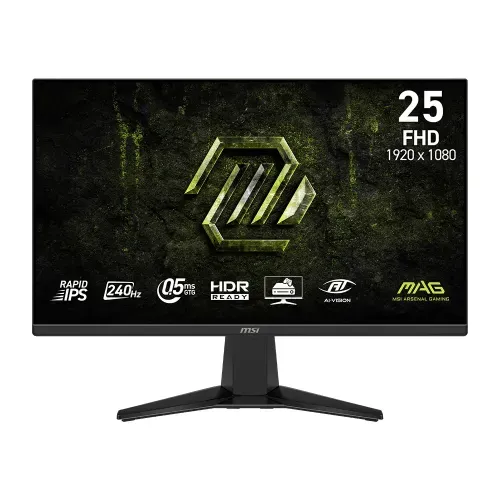 25
FHD
1920 x 1080
RAPID
IPS
240Hz
0.5ms
GTG
HDR
READY
AI
AI-VISION
MAG
MSI ARSENAL GAMING
msi